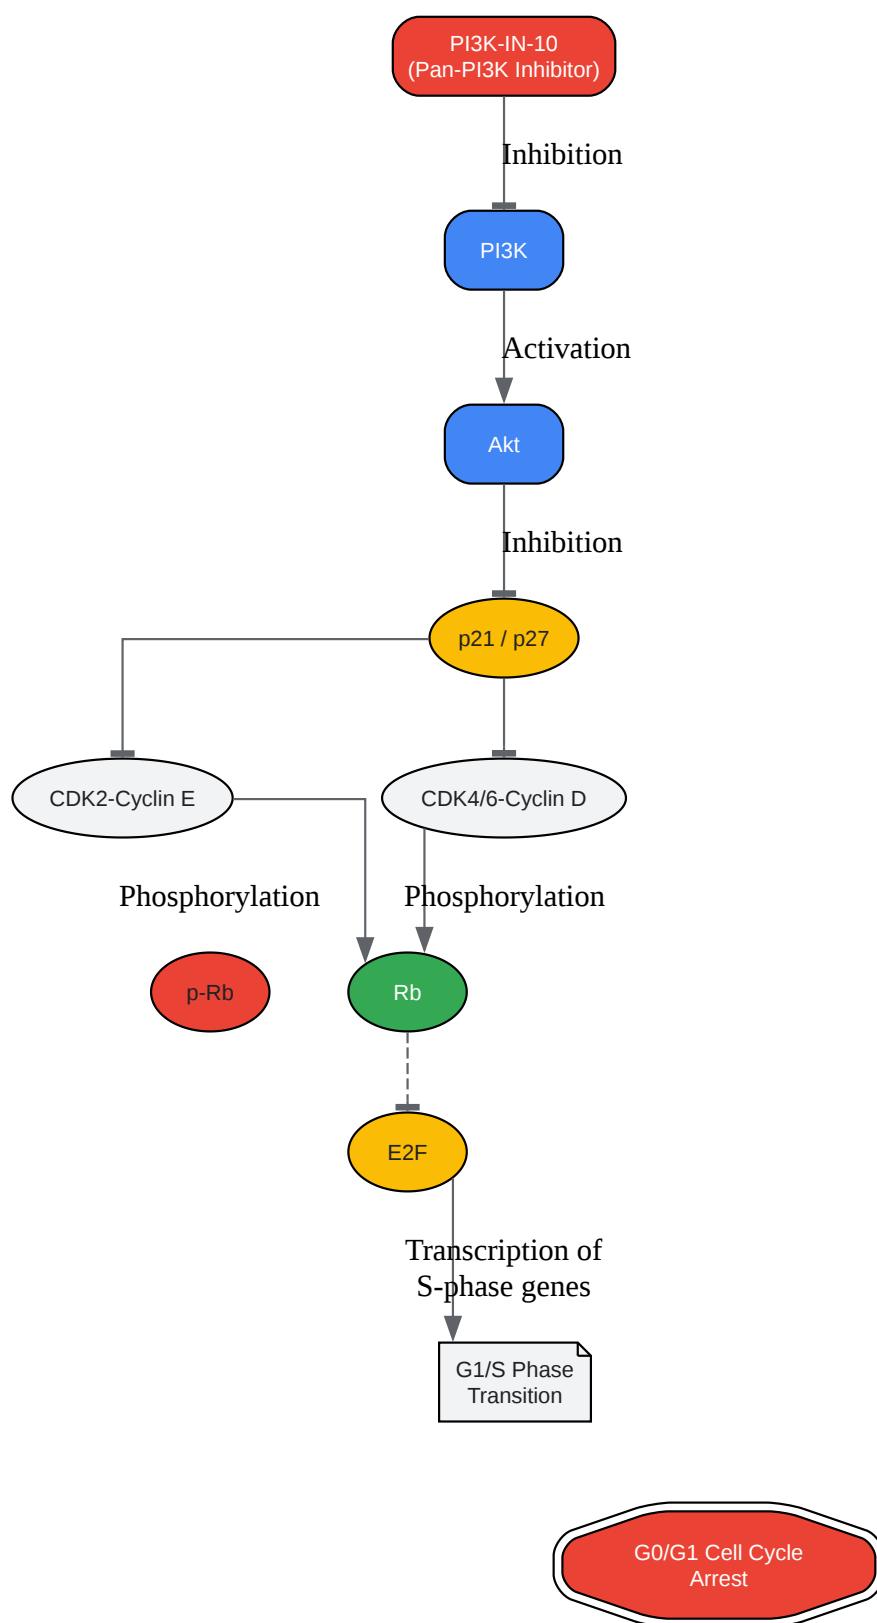 PI3K-IN-10
(Pan-PI3K Inhibitor)
Inhibition
PI3K
Activation
Akt
Inhibition
p21 / p27
CDK2-Cyclin E
CDK4/6-Cyclin D
Phosphorylation
Phosphorylation
p-Rb
Rb
E2F
Transcription of
S-phase genes
G1/S Phase
Transition
G0/G1 Cell Cycle
Arrest